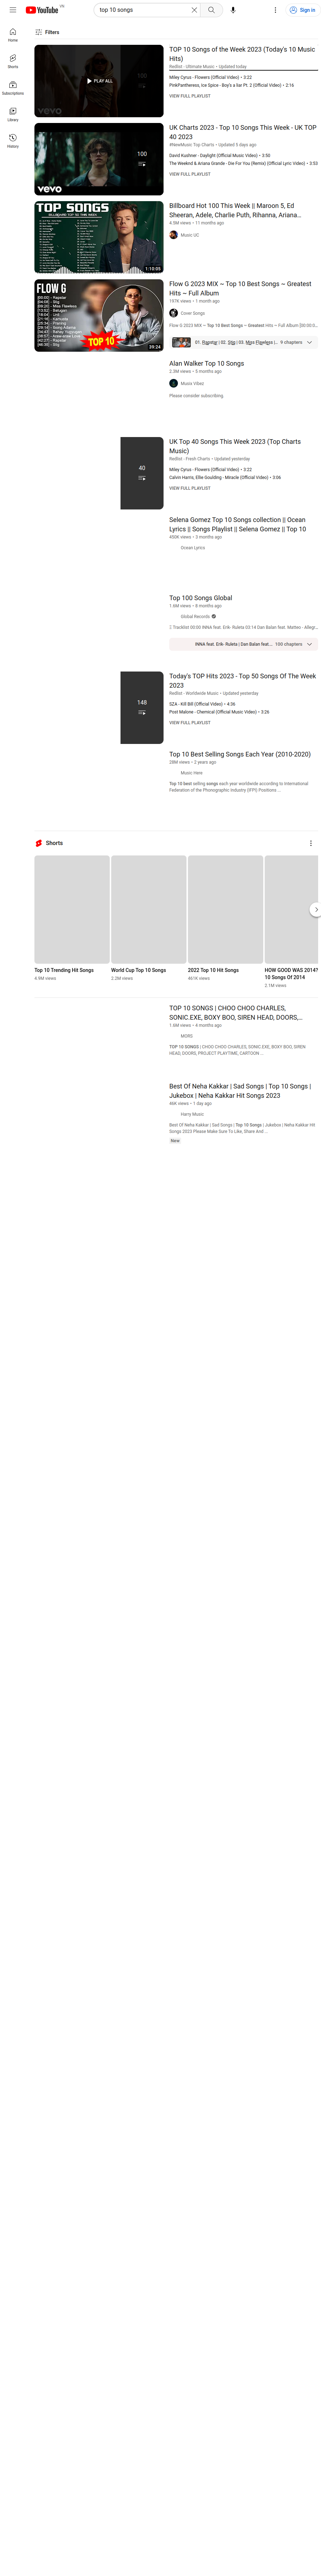 YouTube VN
top 10 songs
Sign in
Home
Shorts
Subscriptions
Library
History
Filters
PLAY ALL
100
vevo
TOP 10 Songs of the Week 2023 (Today's 10 Music
Hits)
Redlist · Ultimate Music • Updated today
Miley Cyrus - Flowers (Official Video) • 3:22
PinkPantheress, Ice Spice - Boy's a liar Pt. 2 (Official Video) • 2:16
VIEW FULL PLAYLIST
100
vevo
UK Charts 2023 - Top 10 Songs This Week - UK TOP
40 2023
#NewMusic Top Charts • Updated 5 days ago
David Kushner - Daylight (Official Music Video) • 3:50
The Weeknd & Ariana Grande - Die For You (Remix) (Official Lyric Video) • 3:53
VIEW FULL PLAYLIST
TOP SONGS
BILLBOARD HOT 100 THIS WEEK
1:10:05
Billboard Hot 100 This Week || Maroon 5, Ed
Sheeran, Adele, Charlie Puth, Rihanna, Ariana...
4.5M views • 11 months ago
Music UC
FLOW G
TOP 10
39:24
Flow G 2023 MIX ~ Top 10 Best Songs ~ Greatest
Hits ~ Full Album
187K views • 1 month ago
Cover Songs
Flow G 2023 MIX ~ Top 10 Best Songs ~ Greatest Hits ~ Full Album
9 chapters
Alan Walker Top 10 Songs
2.3M views • 5 months ago
Musix Vibez
Please consider subscribing.
40
UK Top 40 Songs This Week 2023 (Top Charts
Music)
Redlist · Fresh Charts • Updated yesterday
Miley Cyrus - Flowers (Official Video) • 3:22
Calvin Harris, Ellie Goulding - Miracle (Official Video) • 3:06
VIEW FULL PLAYLIST
Selena Gomez Top 10 Songs collection || Ocean
Lyrics || Songs Playlist || Selena Gomez || Top 10
400K views • 3 months ago
Ocean Lyrics
Top 100 Songs Global
1.6M views • 8 months ago
Global Records
Tracklist 00:00 INNA feat. Erik- Ruleta 03:14 Dan Balan feat. Matteo - Allegr...
INNA feat. Erik- Ruleta | Dan Balan feat...
100 chapters
148
Today's TOP Hits 2023 - Top 50 Songs Of The Week
2023
Redlist · Worldwide Music • Updated yesterday
SZA - Kill Bill (Official Video) • 4:36
Post Malone - Chemical (Official Music Video) • 3:26
VIEW FULL PLAYLIST
Top 10 Best Selling Songs Each Year (2010-2020)
28M views • 2 years ago
Music Here
Top 10 best selling songs each year worldwide according to International
Federation of the Phonographic Industry (IFPI) Positions ...
Shorts
Top 10 Trending Hit Songs
4.9M views
World Cup Top 10 Songs
2.2M views
2022 Top 10 Hit Songs
461K views
HOW GOOD WAS 2014?
10 Songs Of 2014
2.1M views
TOP 10 SONGS | CHOO CHOO CHARLES,
SONIC.EXE, BOXY BOO, SIREN HEAD, DOORS,...
1.6M views • 4 months ago
MORS
TOP 10 SONGS | CHOO CHOO CHARLES, SONIC.EXE, BOXY BOO, SIREN
HEAD, DOORS, PROJECT PLAYTIME, CARTOON ...
Best Of Neha Kakkar | Sad Songs | Top 10 Songs |
Jukebox | Neha Kakkar Hit Songs 2023
46K views • 1 day ago
Harry Music
Best Of Neha Kakkar | Sad Songs | Top 10 Songs | Jukebox | Neha Kakkar Hit
Songs 2023 Please Make Sure To Like, Share And ...
New